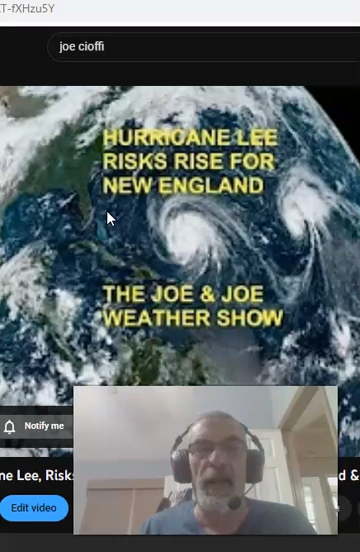 T-fXHzu5Y
joe cioffi
HURRICANE LEE
RISKS RISE FOR
NEW ENGLAND
THE JOE & JOE
WEATHER SHOW
Notify me
ne Lee, Risks
d &
Edit video